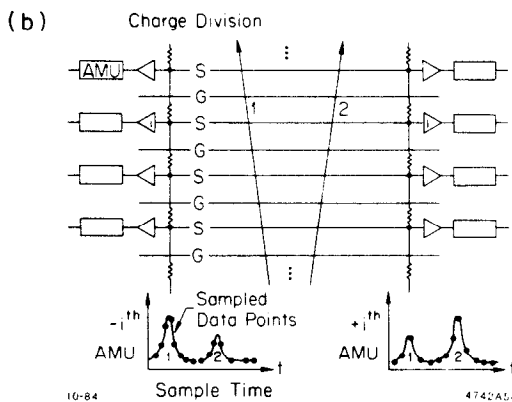 (b) Charge Division
AMU
S
G
1
2
i
S
i
G
S
G
S
G
-i^th
AMU
Sampled
Data Points
1
2
t
Sample Time
+i^th
AMU
1
2
t
10-84